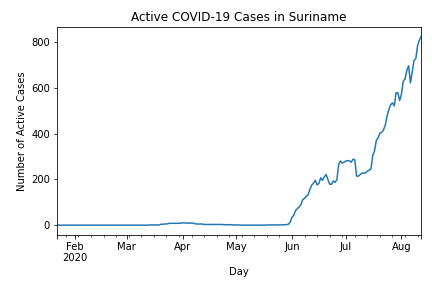 Active COVID-19 Cases in Suriname
Number of Active Cases
800
600
400
200
0
Feb Mar Apr May Jun Jul Aug
2020
Day